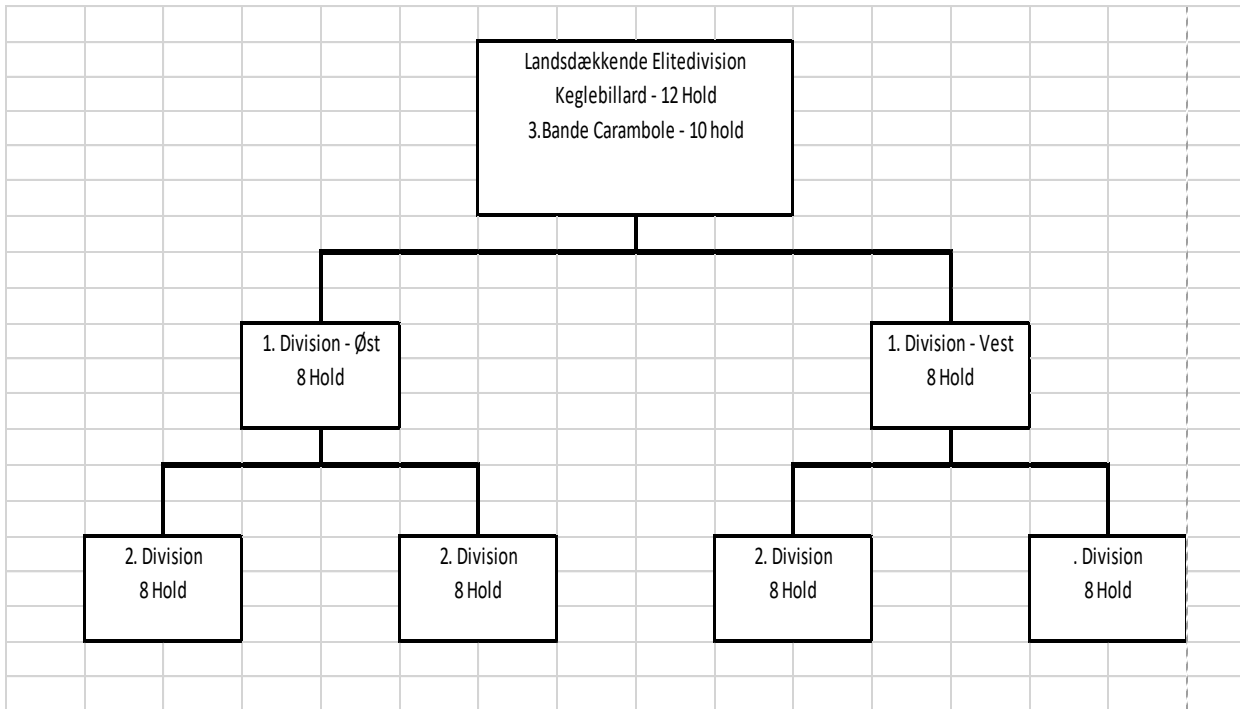 Landsdækkende Elitedivision
Keglebillard - 12 Hold
3.Bande Carambole - 10 hold
1. Division - Øst
8 Hold
1. Division - Vest
8 Hold
2. Division
8 Hold
2. Division
8 Hold
2. Division
8 Hold
. Division
8 Hold